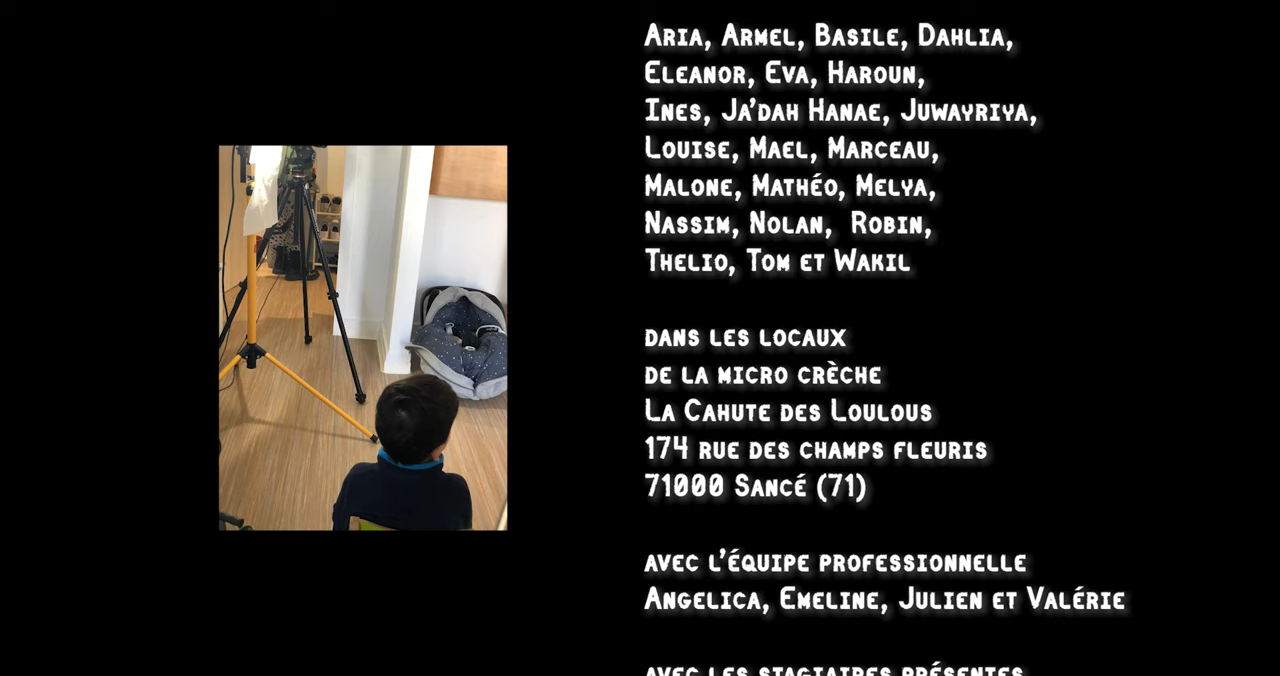 Aria, Armel, Basile, Dahlia,
Eleanor, Eva, Haroun,
Ines, Ja'dah Hanae, Juwayriya,
Louise, Mael, Marceau,
Malone, Mathéo, Melya,
Nassim, Nolan, Robin,
Thelio, Tom et Wakil
dans les locaux
de la micro crèche
La Cahute des Loulous
174 rue des champs fleuris
71000 Sancé (71)
avec l'équipe professionnelle
Angelica, Emeline, Julien et Valérie
avec les stagiaires présentes